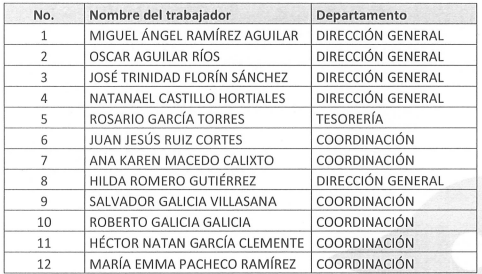 No. Nombre del trabajador Departamento
1 MIGUEL ÁNGEL RAMÍREZ AGUILAR DIRECCIÓN GENERAL
2 OSCAR AGUILAR RÍOS DIRECCIÓN GENERAL
3 JOSÉ TRINIDAD FLORÍN SÁNCHEZ DIRECCIÓN GENERAL
4 NATANAEL CASTILLO HORTIALES DIRECCIÓN GENERAL
5 ROSARIO GARCÍA TORRES TESORERÍA
6 JUAN JESÚS RUIZ CORTES COORDINACIÓN
7 ANA KAREN MACEDO CALIXTO COORDINACIÓN
8 HILDA ROMERO GUTIÉRREZ DIRECCIÓN GENERAL
9 SALVADOR GALICIA VILLASANA COORDINACIÓN
10 ROBERTO GALICIA GALICIA COORDINACIÓN
11 HÉCTOR NATAN GARCÍA CLEMENTE COORDINACIÓN
12 MARÍA EMMA PACHECO RAMÍREZ COORDINACIÓN